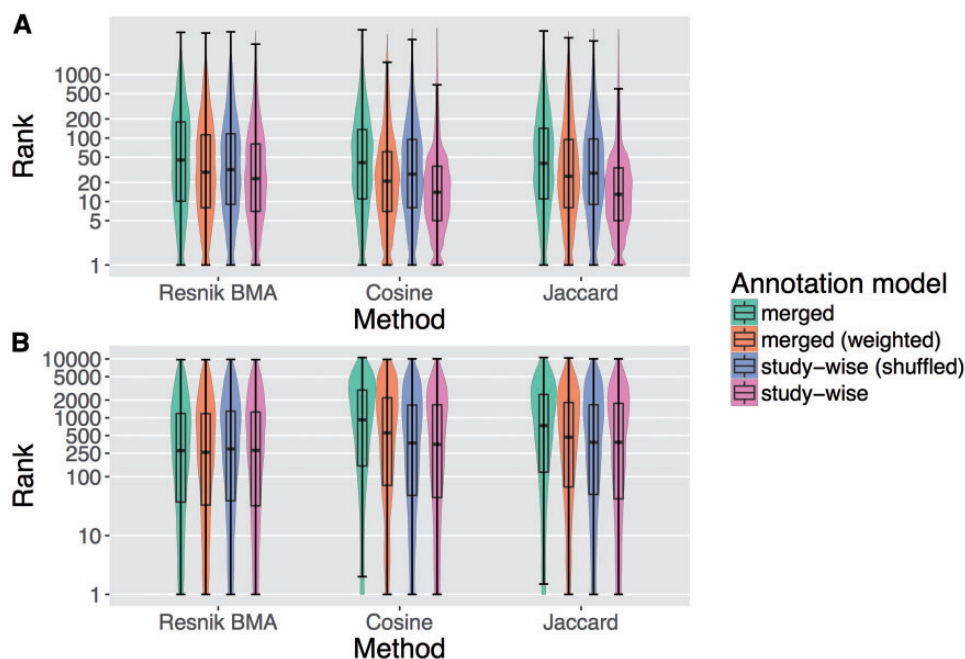 A
Rank
1000
500
200
100
50
20
10
5
1
Resnik BMA
Cosine
Jaccard
Method
B
Rank
10000
5000
2000
1000
500
250
100
10
1
Resnik BMA
Cosine
Jaccard
Method
Annotation model
merged
merged (weighted)
study−wise (shuffled)
study−wise